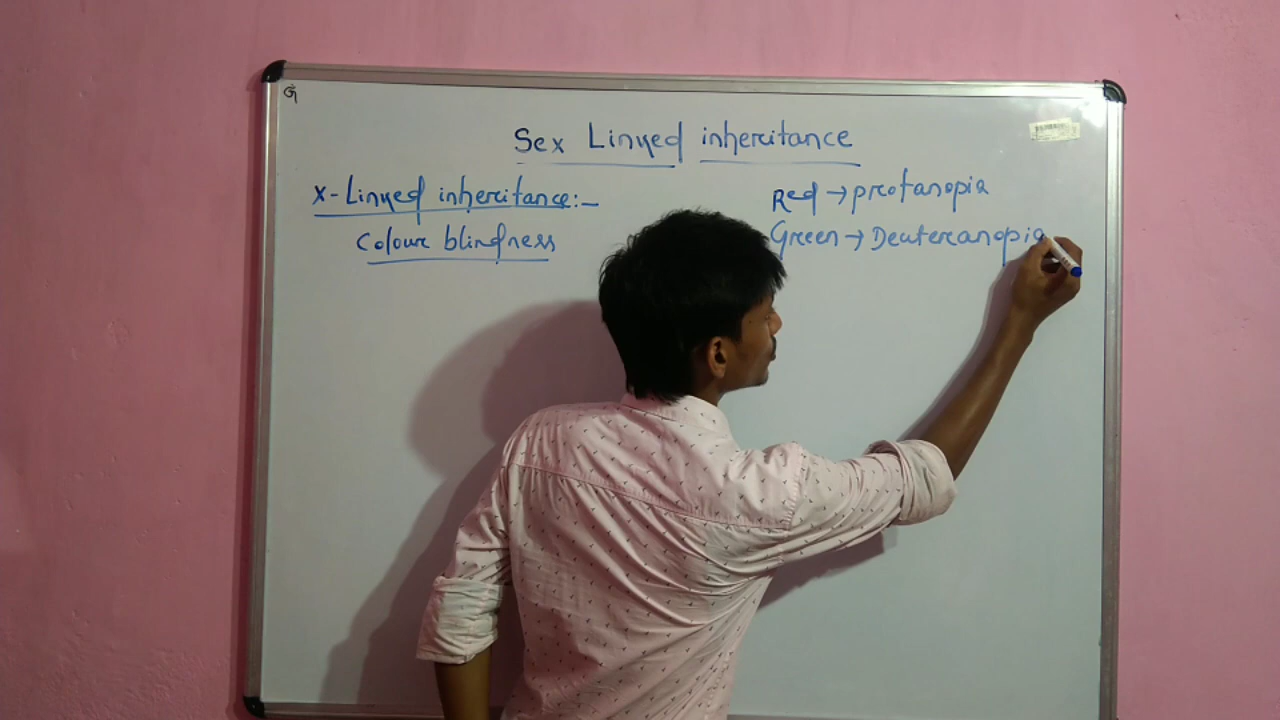 G
Sex Linked inheritance
X-Linked inheritance:-
Colour blindness
Red → protanopia
Green → Deuteranopia